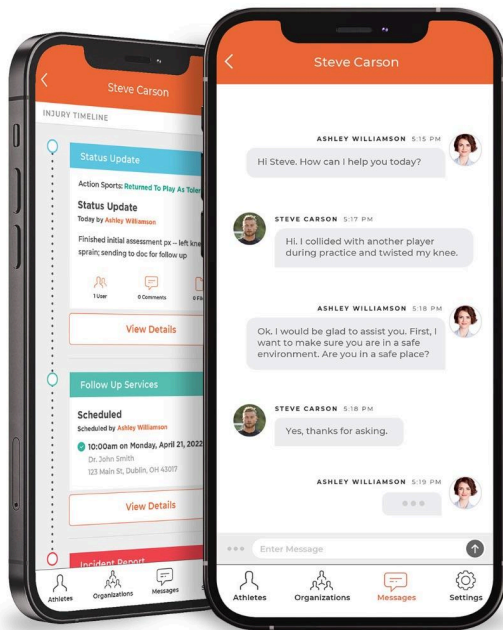 Steve Carson
INJURY TIMELINE
Status Update
Action Sports: Returned To Play As
Status Update
Today by Ashley Williamson
Finished initial assessment px -- left
sprain; sending to doc for follow up
1 User
0 Comments
View Details
Follow Up Services
Scheduled
Scheduled by Ashley Williamson
10:00am on Monday, April 21, 2022
Dr. John Smith
123 Main St, Dublin, OH 43017
View Details
Incident Report
Athletes
Organizations
Messages
Steve Carson
ASHLEY WILLIAMSON 5:15 PM
Hi Steve. How can I help you today?
STEVE CARSON 5:17 PM
Hi. I collided with another player
during practice and twisted my knee.
ASHLEY WILLIAMSON 5:18 PM
Ok. I would be glad to assist you. First, I
want to make sure you are in a safe
environment. Are you in a safe place?
STEVE CARSON 5:18 PM
Yes, thanks for asking.
ASHLEY WILLIAMSON 5:19 PM
Enter Message
Athletes
Organizations
Messages
Settings